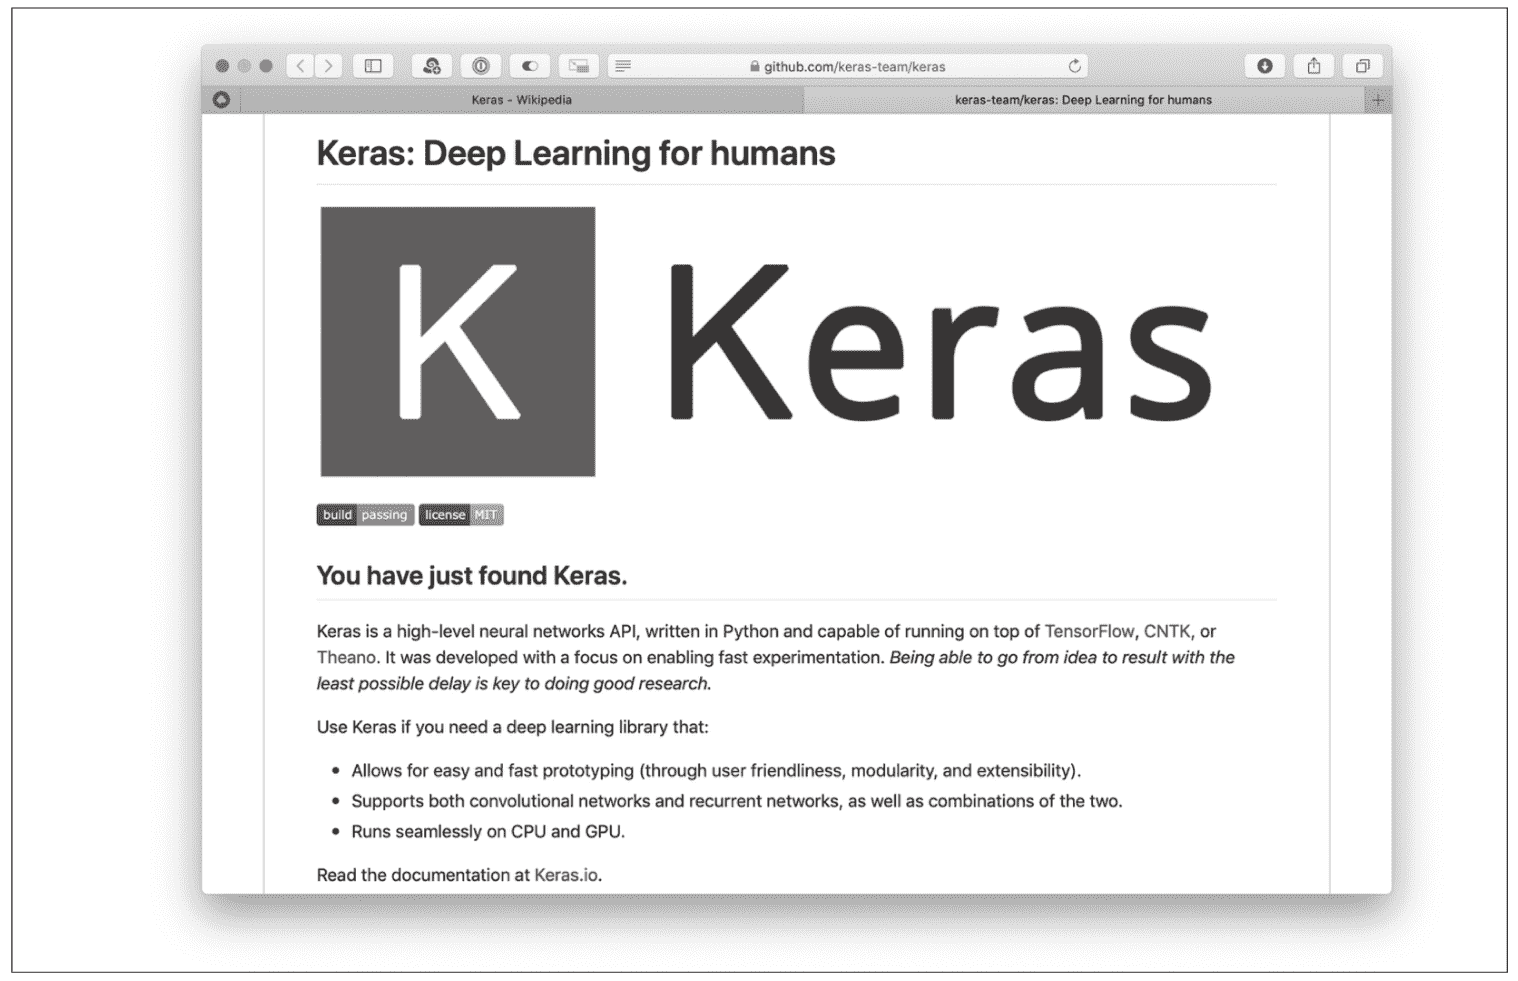 github.com/keras-team/keras
Keras - Wikipedia
keras-team/keras: Deep Learning for humans
Keras: Deep Learning for humans
K Keras
build passing license MIT
You have just found Keras.
Keras is a high-level neural networks API, written in Python and capable of running on top of TensorFlow, CNTK, or
Theano. It was developed with a focus on enabling fast experimentation. Being able to go from idea to result with the
least possible delay is key to doing good research.
Use Keras if you need a deep learning library that:
• Allows for easy and fast prototyping (through user friendliness, modularity, and extensibility).
• Supports both convolutional networks and recurrent networks, as well as combinations of the two.
• Runs seamlessly on CPU and GPU.
Read the documentation at Keras.io.